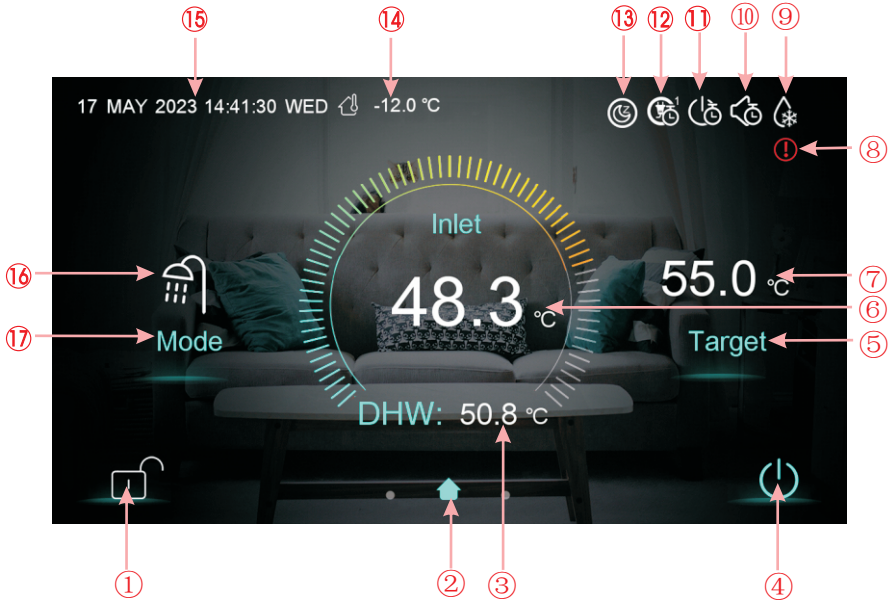 ⑮ ⑭ ⑬ ⑫ ⑪ ⑩ ⑨
17 MAY 2023 14:41:30 WED -12.0 ℃
1
⑧
Inlet
⑯
55.0 ℃ ⑦
48.3 ℃ ⑥
⑰ Mode
Target ⑤
DHW: 50.8 ℃
① ② ③ ④